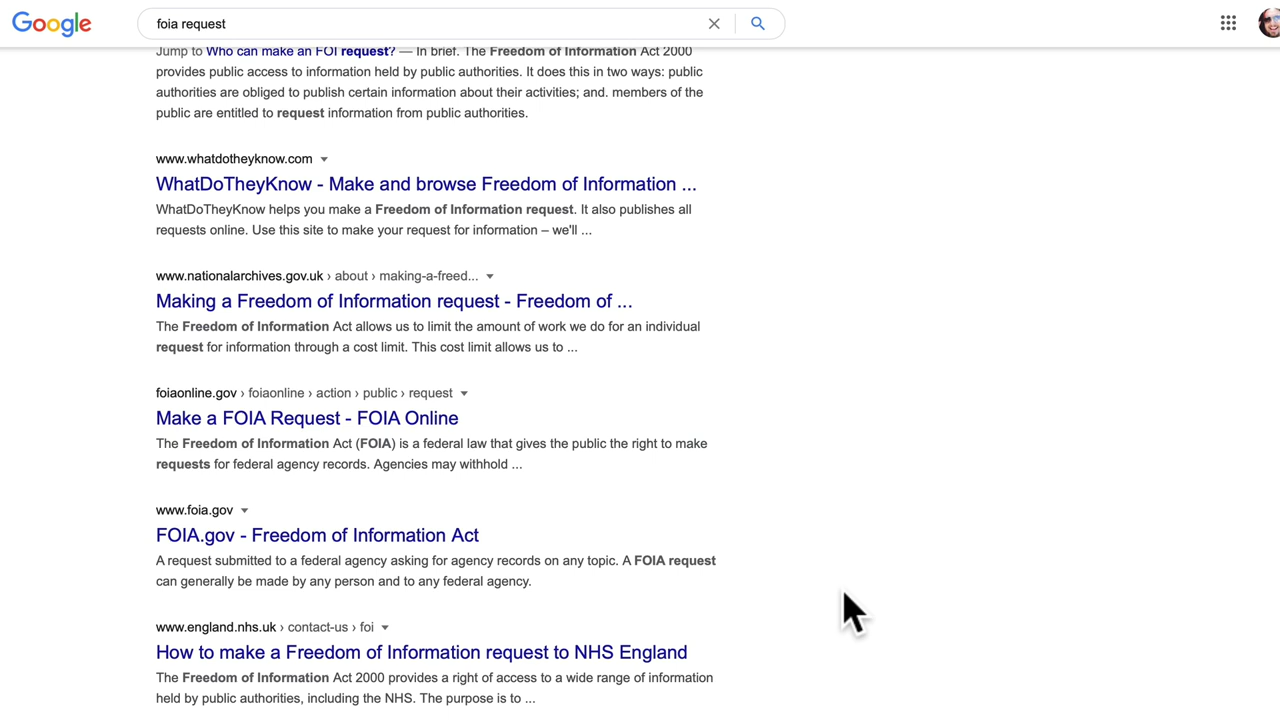 Google
foia request
Jump to Who can make an FOI request? — In brief. The Freedom of Information Act 2000
provides public access to information held by public authorities. It does this in two ways: public
authorities are obliged to publish certain information about their activities; and. members of the
public are entitled to request information from public authorities.
www.whatdotheyknow.com
WhatDoTheyKnow - Make and browse Freedom of Information ...
WhatDoTheyKnow helps you make a Freedom of Information request. It also publishes all
requests online. Use this site to make your request for information – we'll ...
www.nationalarchives.gov.uk › about › making-a-freed...
Making a Freedom of Information request - Freedom of ...
The Freedom of Information Act allows us to limit the amount of work we do for an individual
request for information through a cost limit. This cost limit allows us to ...
foiaonline.gov › foiaonline › action › public › request
Make a FOIA Request - FOIA Online
The Freedom of Information Act (FOIA) is a federal law that gives the public the right to make
requests for federal agency records. Agencies may withhold ...
www.foia.gov
FOIA.gov - Freedom of Information Act
A request submitted to a federal agency asking for agency records on any topic. A FOIA request
can generally be made by any person and to any federal agency.
www.england.nhs.uk › contact-us › foi
How to make a Freedom of Information request to NHS England
The Freedom of Information Act 2000 provides a right of access to a wide range of information
held by public authorities, including the NHS. The purpose is to ...